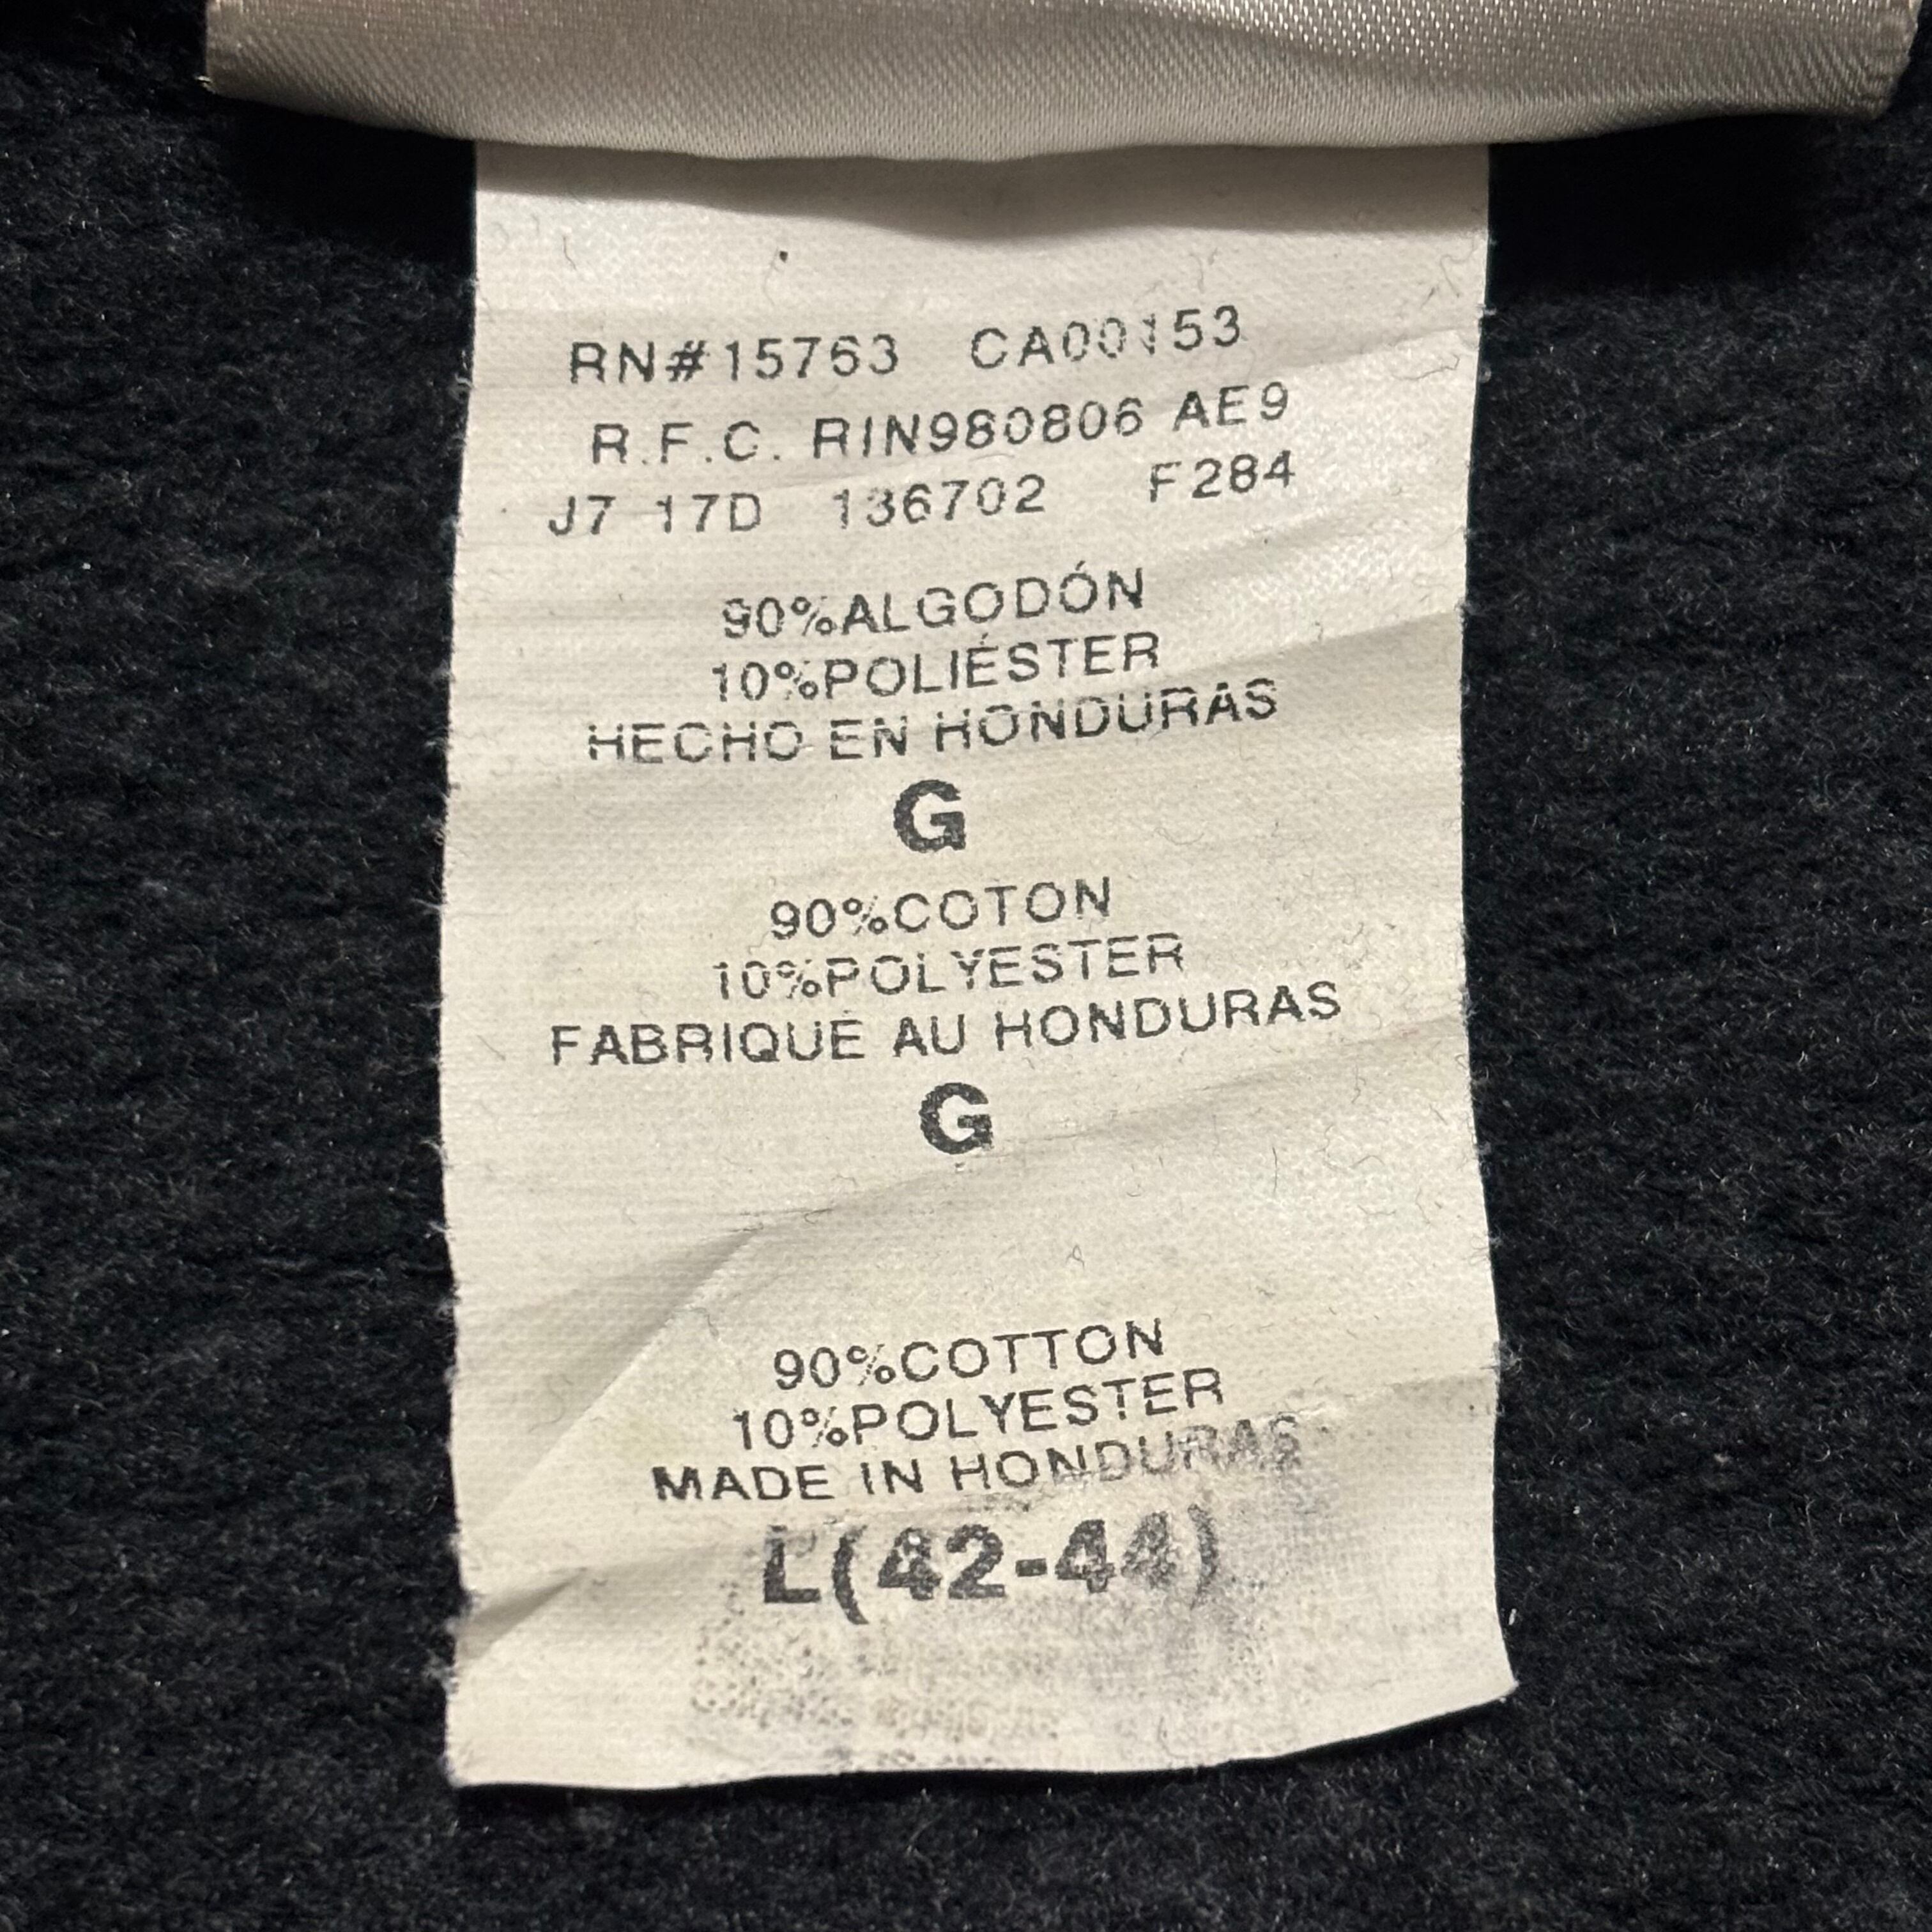 RN#15763 CA00153
R.F.C. RIN980806 AE9
J7 17D 136702 F284
90%ALGODÓN
10%POLIÉSTER
HECHO EN HONDURAS
G
90%COTON
10%POLYESTER
FABRIQUÉ AU HONDURAS
G
90%COTTON
10%POLYESTER
MADE IN HONDURAS
L(42-44)